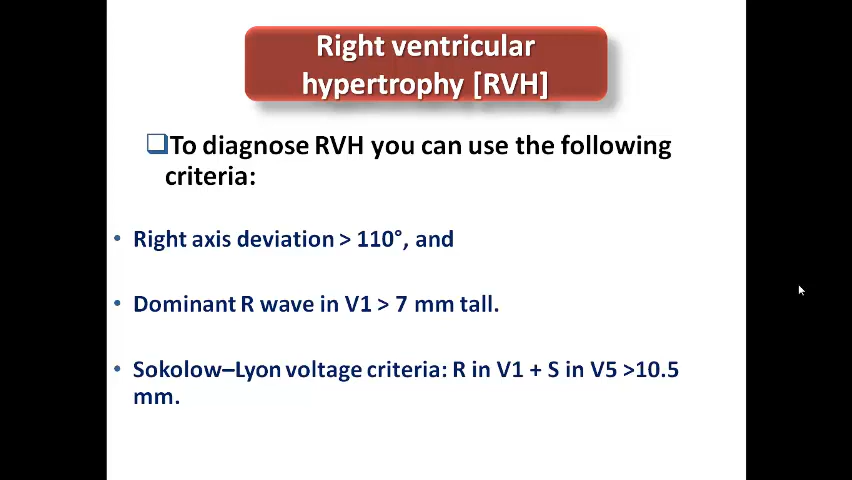 Right ventricular
hypertrophy [RVH]
To diagnose RVH you can use the following
criteria:
• Right axis deviation > 110°, and
• Dominant R wave in V1 > 7 mm tall.
• Sokolow–Lyon voltage criteria: R in V1 + S in V5 >10.5
mm.